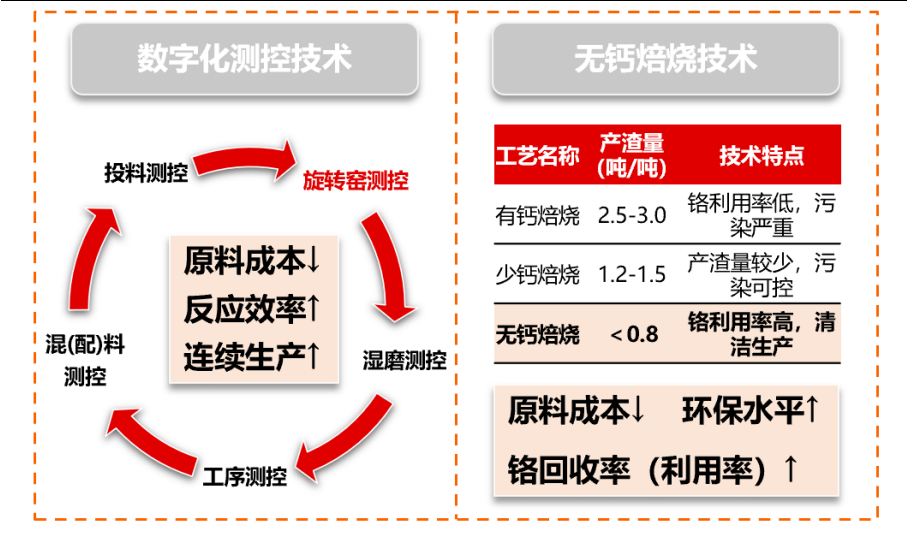 数字化测控技术
投料测控
旋转窑测控
湿磨测控
工序测控
混(配)料
测控
原料成本↓
反应效率↑
连续生产↑
无钙焙烧技术
工艺名称 产渣量 (吨/吨) 技术特点
有钙焙烧 2.5-3.0 铬利用率低，污
染严重
少钙焙烧 1.2-1.5 产渣量较少，污
染可控
无钙焙烧 ＜0.8 铬利用率高，清
洁生产
原料成本↓ 环保水平↑
铬回收率（利用率）↑